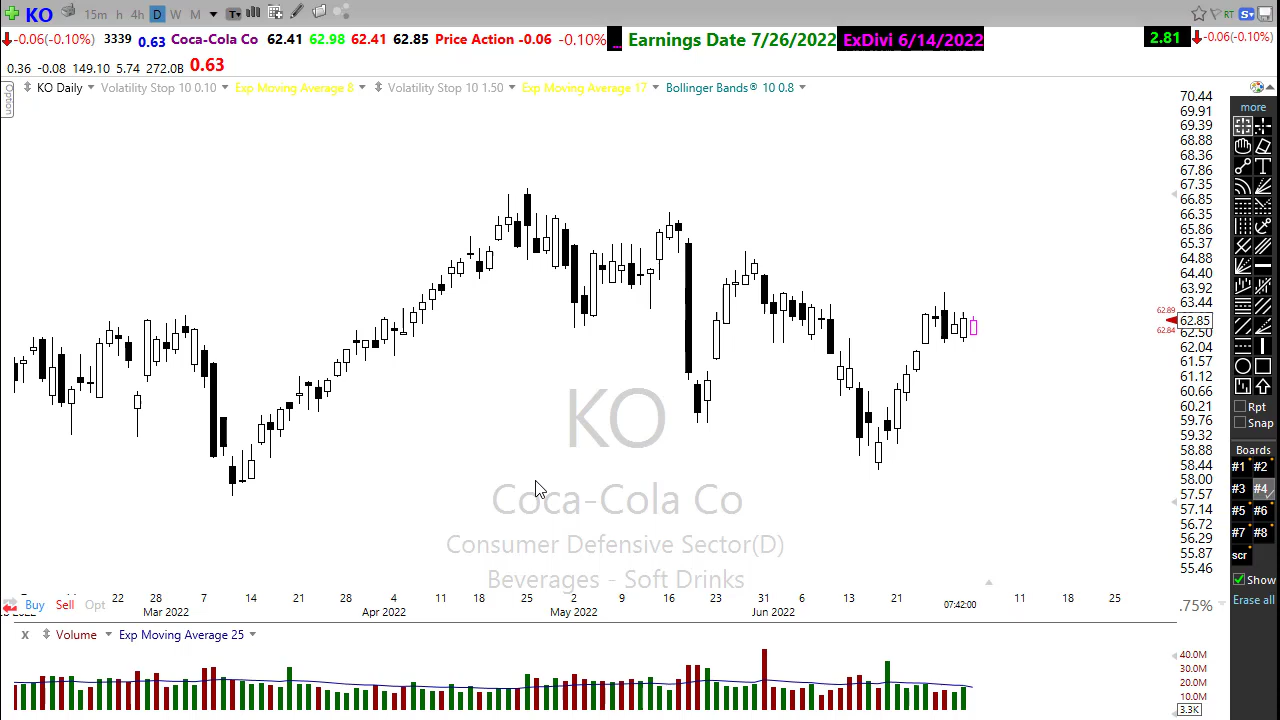 KO 15m h 4h D W M T RT S
-0.06(-0.10%) 3339 0.63 Coca-Cola Co 62.41 62.98 62.41 62.85 Price Action -0.06 -0.10% ... Earnings Date 7/26/2022 ExDivi 6/14/2022 2.81 -0.06(-0.10%)
0.36 -0.08 149.10 5.74 272.0B 0.63
Option
KO Daily Volatility Stop 10 0.10 Exp Moving Average 8 Volatility Stop 10 1.50 Exp Moving Average 17 Bollinger Bands® 10 0.8
70.44
69.91
69.39
68.88
68.36
67.86
67.35
66.85
66.35
65.86
65.37
64.88
64.40
63.92
63.44
62.89
62.85
62.84
62.50
62.04
61.57
61.12
60.66
60.21
59.76
59.32
58.88
58.44
58.00
57.57
57.14
56.72
56.29
55.87
55.46
KO
Coca-Cola Co
Consumer Defensive Sector(D)
Beverages - Soft Drinks
more
T
Rpt
Snap
Boards
#1 #2
#3 #4
#5 #6
#7 #8
scr
Show
Erase all
Buy Sell Opt
22 28 7 14 21 28 4 11 18 25 2 9 16 23 31 6 13 21 11 18 25
Mar 2022 Apr 2022 May 2022 Jun 2022 07:42:00
.75%
x Volume Exp Moving Average 25
40.0M
30.0M
20.0M
10.0M
3.3K